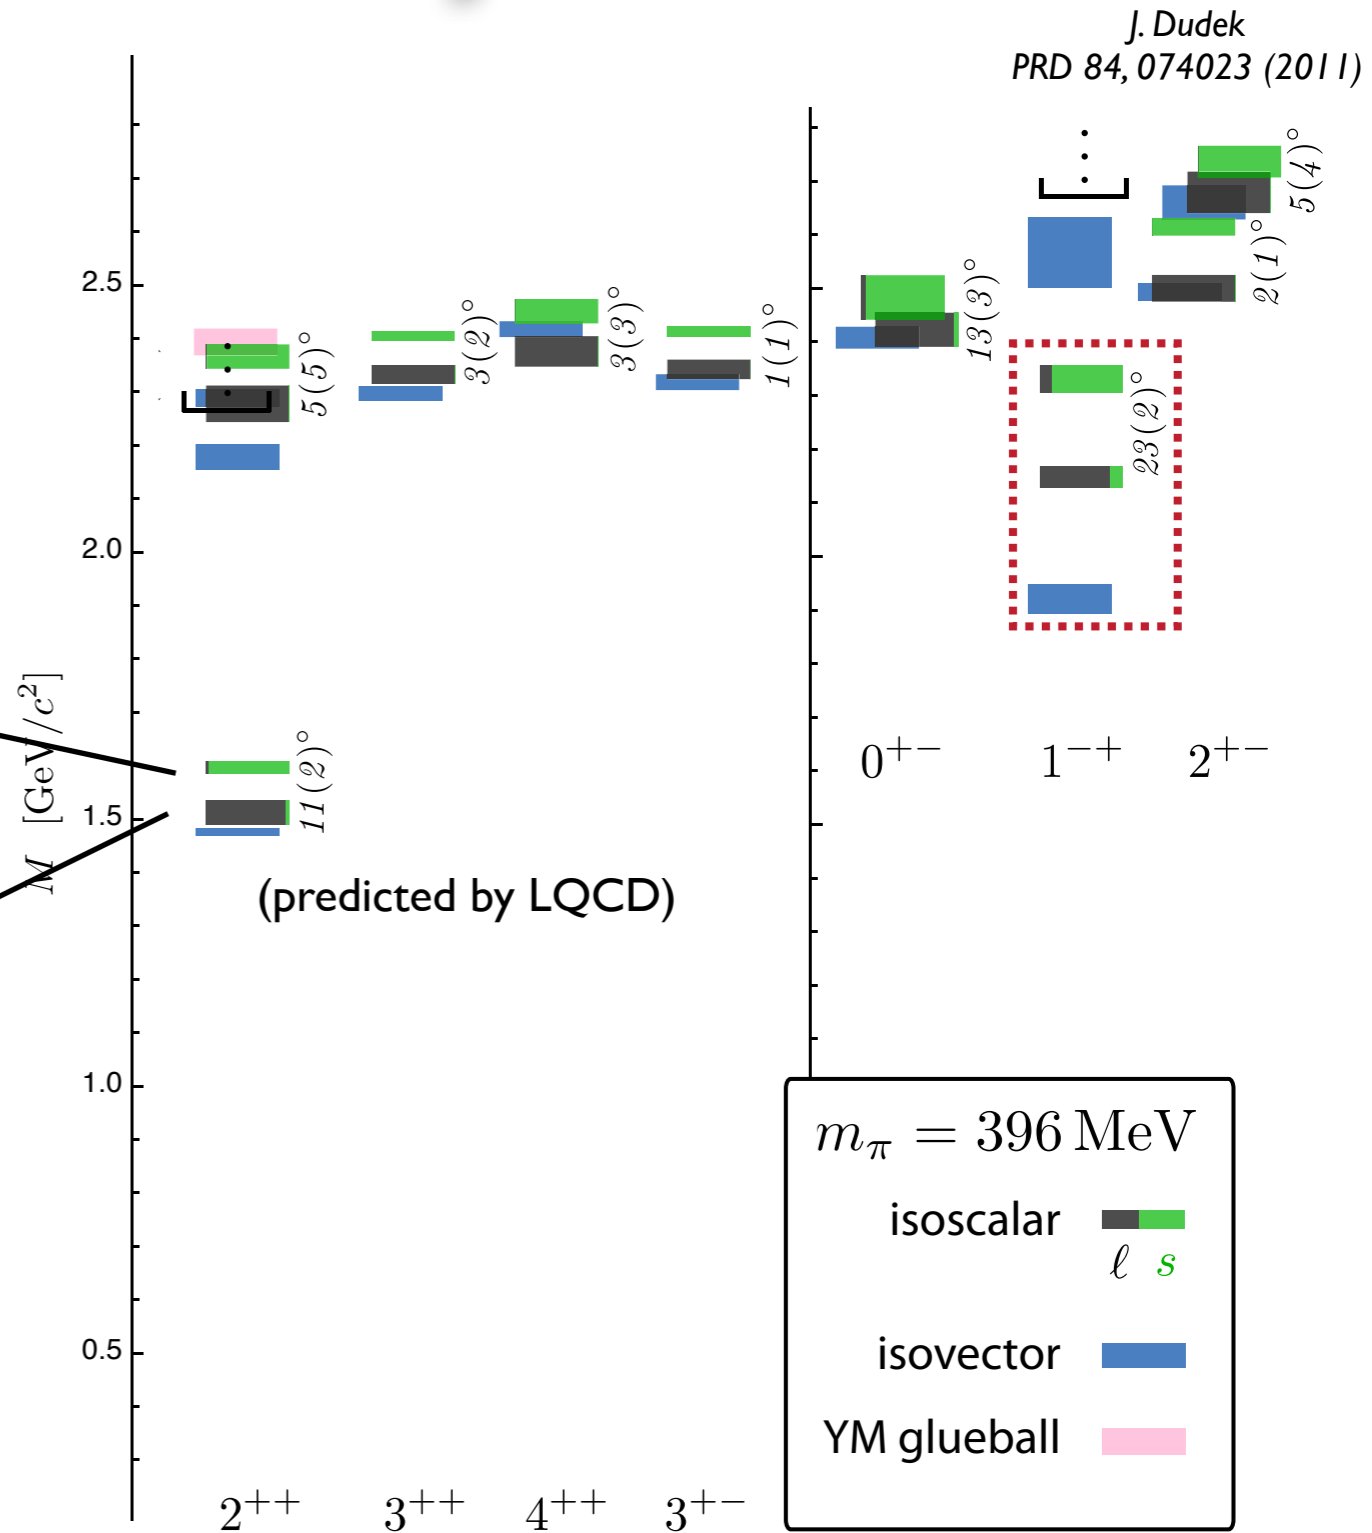 J. Dudek
PRD 84, 074023 (2011)
2.5
2.0
1.5
1.0
0.5
M [GeV/c²]
5(5)°
3(2)°
3(3)°
1(1)°
11(2)°
13(3)°
23(2)°
2(1)°
5(4)°
0⁺⁻ 1⁻⁺ 2⁺⁻
(predicted by LQCD)
m_π = 396 MeV
isoscalar
ℓ s
isovector
YM glueball
2⁺⁺ 3⁺⁺ 4⁺⁺ 3⁺⁻